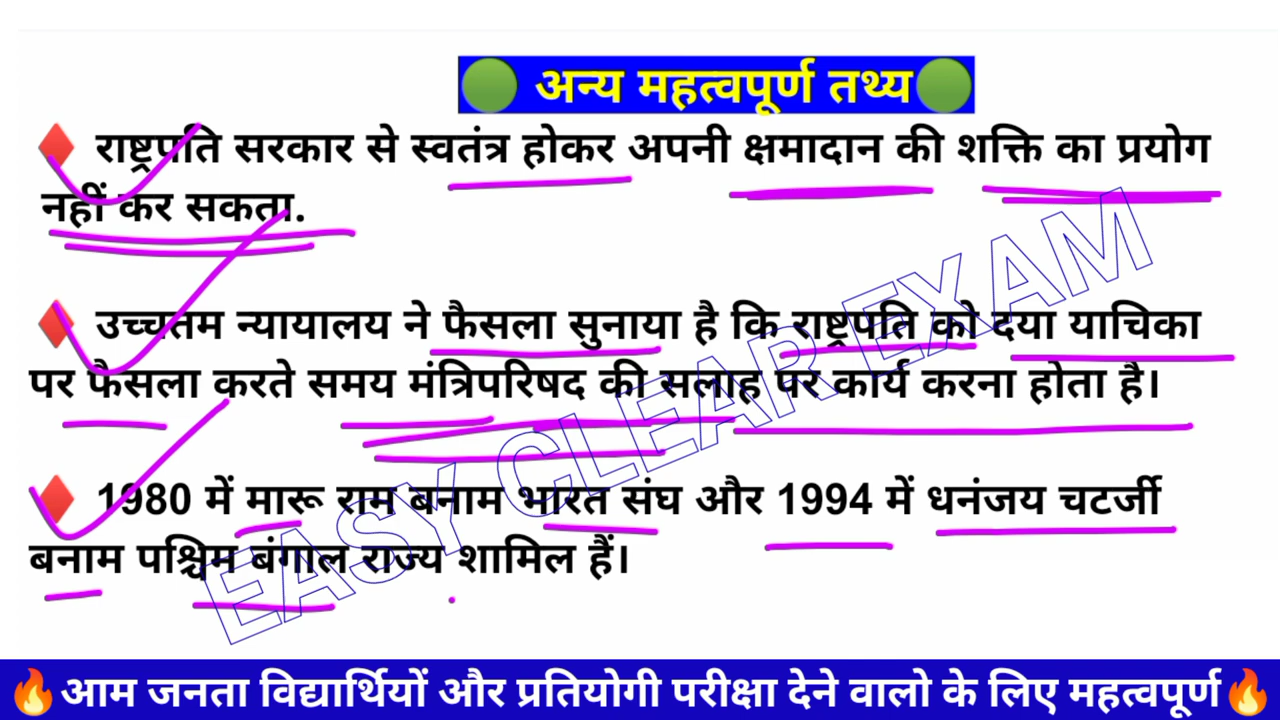 अन्य महत्वपूर्ण तथ्य
राष्ट्रपति सरकार से स्वतंत्र होकर अपनी क्षमादान की शक्ति का प्रयोग
नहीं कर सकता.
उच्चतम न्यायालय ने फैसला सुनाया है कि राष्ट्रपति को दया याचिका
पर फैसला करते समय मंत्रिपरिषद की सलाह पर कार्य करना होता है।
1980 में मारू राम बनाम भारत संघ और 1994 में धनंजय चटर्जी
बनाम पश्चिम बंगाल राज्य शामिल हैं।
EASY CLEAR EXAM
आम जनता विद्यार्थियों और प्रतियोगी परीक्षा देने वालो के लिए महत्वपूर्ण